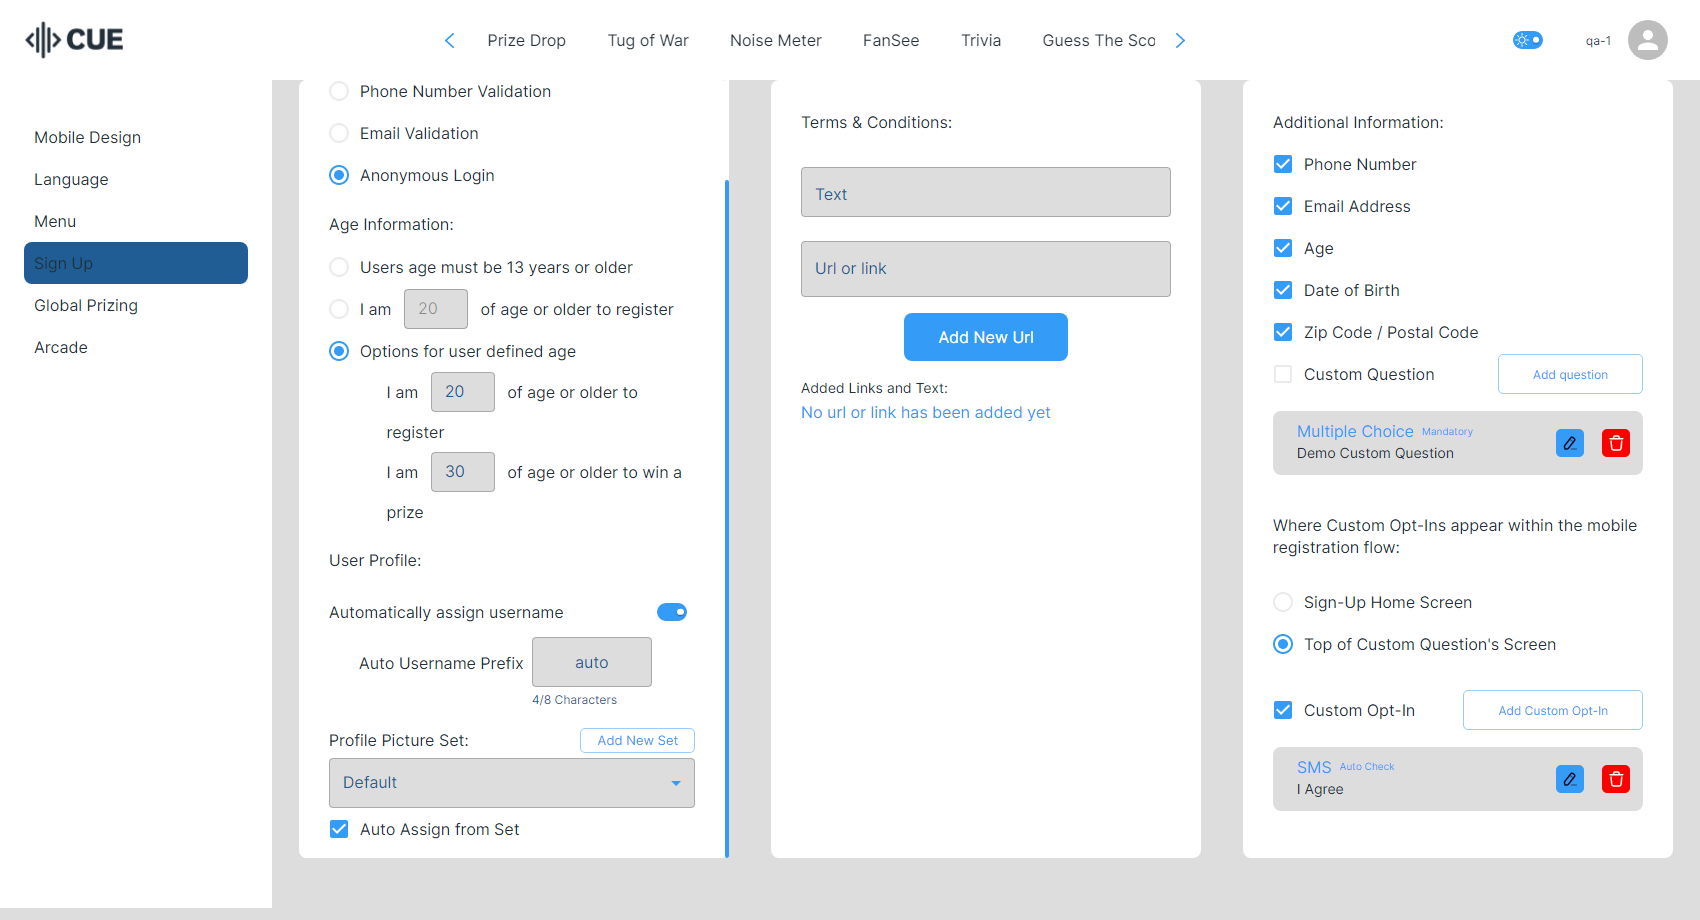 CUE
Prize Drop
Tug of War
Noise Meter
FanSee
Trivia
Guess The Sco
qa-1
Mobile Design
Language
Menu
Sign Up
Global Prizing
Arcade
Phone Number Validation
Email Validation
Anonymous Login
Age Information:
Users age must be 13 years or older
I am 20 of age or older to register
Options for user defined age
I am 20 of age or older to
register
I am 30 of age or older to win a
prize
User Profile:
Automatically assign username
Auto Username Prefix auto
4/8 Characters
Profile Picture Set: Add New Set
Default
Auto Assign from Set
Terms & Conditions:
Text
Url or link
Add New Url
Added Links and Text:
No url or link has been added yet
Additional Information:
Phone Number
Email Address
Age
Date of Birth
Zip Code / Postal Code
Custom Question Add question
Multiple Choice Mandatory
Demo Custom Question
Where Custom Opt-Ins appear within the mobile
registration flow:
Sign-Up Home Screen
Top of Custom Question's Screen
Custom Opt-In Add Custom Opt-In
SMS Auto Check
I Agree